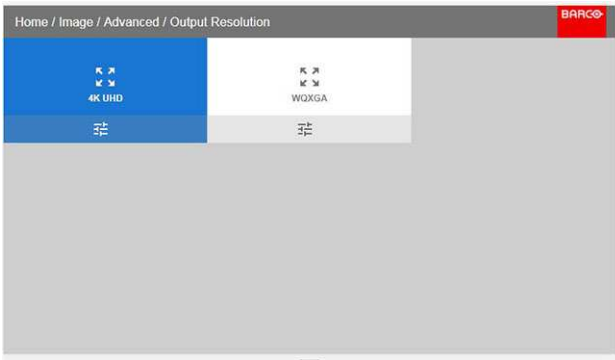 Home / Image / Advanced / Output Resolution
BARCO
4K UHD
WQXGA